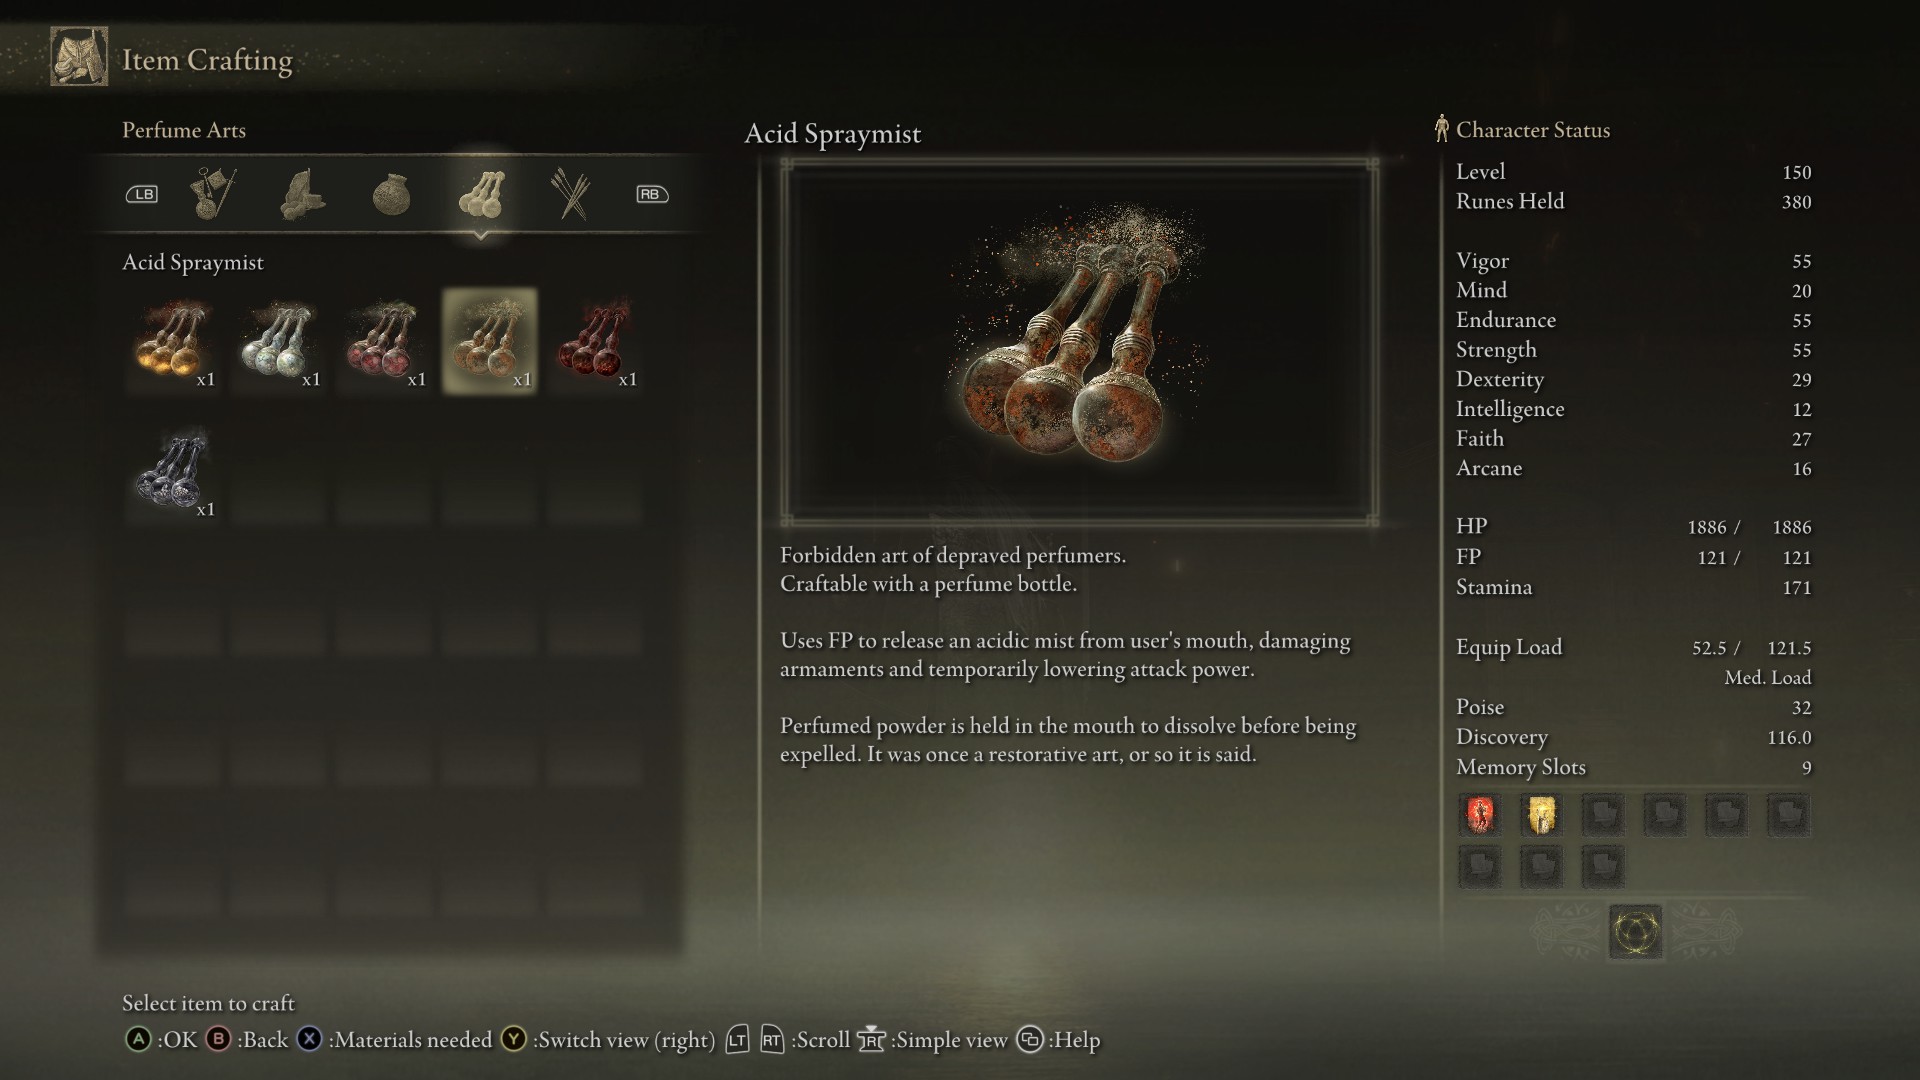 Item Crafting
Perfume Arts
LB
RB
Acid Spraymist
x1
x1
x1
x1
x1
x1
Acid Spraymist
Forbidden art of depraved perfumers.
Craftable with a perfume bottle.
Uses FP to release an acidic mist from user's mouth, damaging
armaments and temporarily lowering attack power.
Perfumed powder is held in the mouth to dissolve before being
expelled. It was once a restorative art, or so it is said.
Character Status
Level 150
Runes Held 380
Vigor 55
Mind 20
Endurance 55
Strength 55
Dexterity 29
Intelligence 12
Faith 27
Arcane 16
HP 1886 / 1886
FP 121 / 121
Stamina 171
Equip Load 52.5 / 121.5
Med. Load
Poise 32
Discovery 116.0
Memory Slots 9
Select item to craft
A :OK B :Back X :Materials needed Y :Switch view (right) LT RT :Scroll R :Simple view :Help